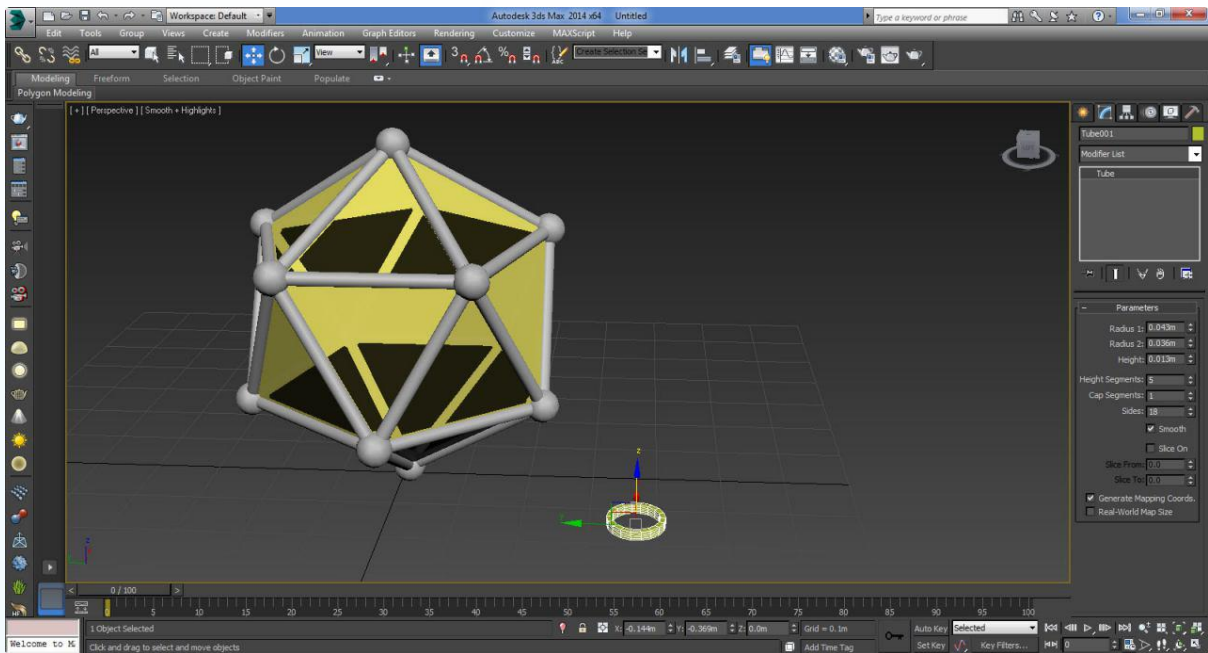 Workspace: Default
Autodesk 3ds Max 2014 x64 Untitled
Type a keyword or phrase
Edit Tools Group Views Create Modifiers Animation Graph Editors Rendering Customize MAXScript Help
All
View
Create Selection Se
Modeling Freeform Selection Object Paint Populate
Polygon Modeling
[ + ] [ Perspective ] [ Smooth + Highlights ]
Tube001
Modifier List
Tube
Parameters
Radius 1: 0.043m
Radius 2: 0.036m
Height: 0.013m
Height Segments: 5
Cap Segments: 1
Sides: 18
Smooth
Slice On
Slice From: 0.0
Slice To: 0.0
Generate Mapping Coords.
Real-World Map Size
z
z
0 / 100
0 5 10 15 20 25 30 35 40 45 50 55 60 65 70 75 80 85 90 95 100
1 Object Selected
X: -0.144m Y: -0.369m Z: 0.0m
Grid = 0.1m
Auto Key Selected
Welcome to M
Click and drag to select and move objects
Add Time Tag
Set Key Key Filters...
0